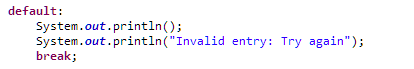 default:
System.out.println();
System.out.println("Invalid entry: Try again");
break;